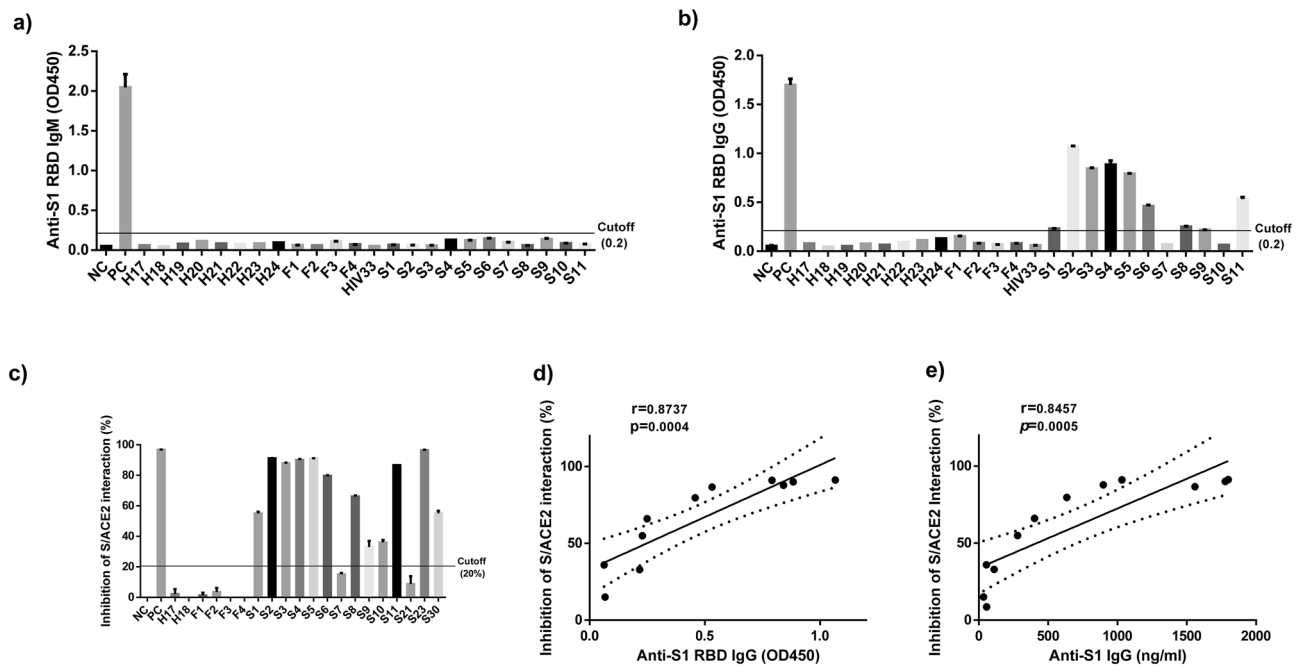 a)
Anti-S1 RBD IgM (OD450)
2.5
2.0
1.5
1.0
0.5
0.0
Cutoff
(0.2)
NC PC H17 H18 H19 H20 H21 H22 H23 H24 F1 F2 F3 F4 HIV33 S1 S2 S3 S4 S5 S6 S7 S8 S9 S10 S11
b)
Anti-S1 RBD IgG (OD450)
2.0
1.5
1.0
0.5
0.0
Cutoff
(0.2)
NC PC H17 H18 H19 H20 H21 H22 H23 H24 F1 F2 F3 F4 HIV33 S1 S2 S3 S4 S5 S6 S7 S8 S9 S10 S11
c)
Inhibition of S/ACE2 interaction (%)
100
80
60
40
20
0
Cutoff
(20%)
NC PC H17 H18 F1 F2 F3 F4 S1 S2 S3 S4 S5 S6 S7 S8 S9 S10 S11 S21 S23 S30
d)
r=0.8737
p=0.0004
Inhibition of S/ACE2 interaction (%)
100
50
0
0.0 0.5 1.0
Anti-S1 RBD IgG (OD450)
e)
r=0.8457
p=0.0005
Inhibition of S/ACE2 Interaction (%)
100
50
0
0 500 1000 1500 2000
Anti-S1 IgG (ng/ml)